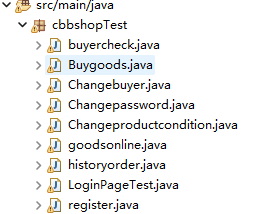 src/main/java
cbbshopTest
buyercheck.java
Buygoods.java
Changebuyer.java
Changepassword.java
Changeproductcondition.java
goodsonline.java
historyorder.java
LoginPageTest.java
register.java